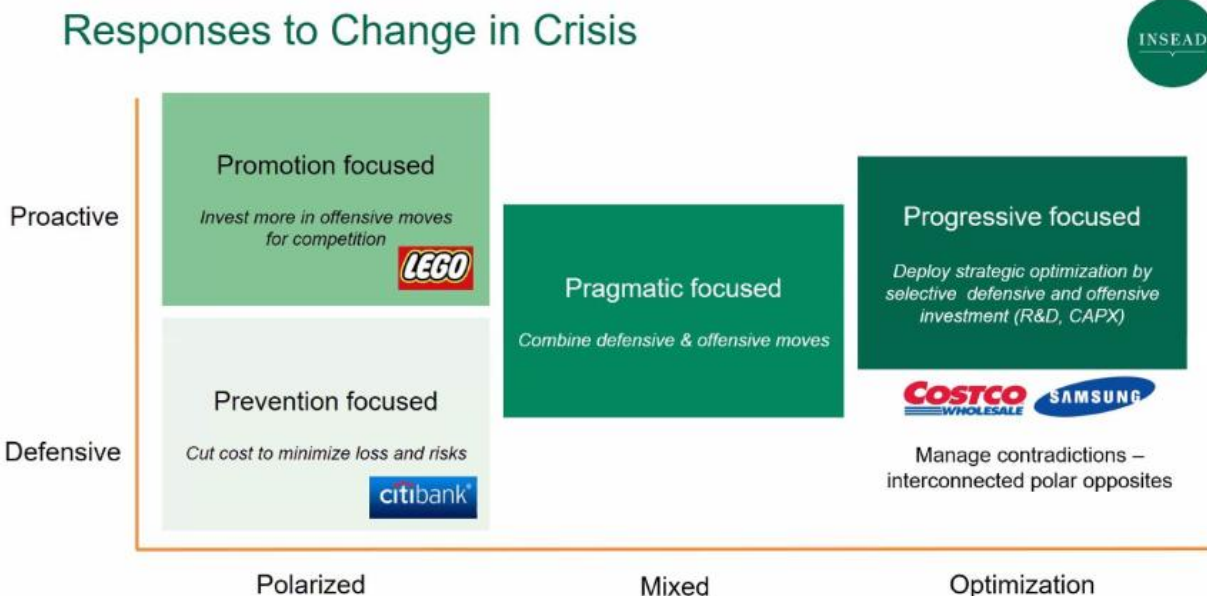 Responses to Change in Crisis
INSEAD
Proactive
Defensive
Promotion focused
Invest more in offensive moves
for competition
LEGO
Prevention focused
Cut cost to minimize loss and risks
citibank
Pragmatic focused
Combine defensive & offensive moves
Progressive focused
Deploy strategic optimization by
selective defensive and offensive
investment (R&D, CAPX)
COSTCO
WHOLESALE
SAMSUNG
Manage contradictions –
interconnected polar opposites
Polarized
Mixed
Optimization